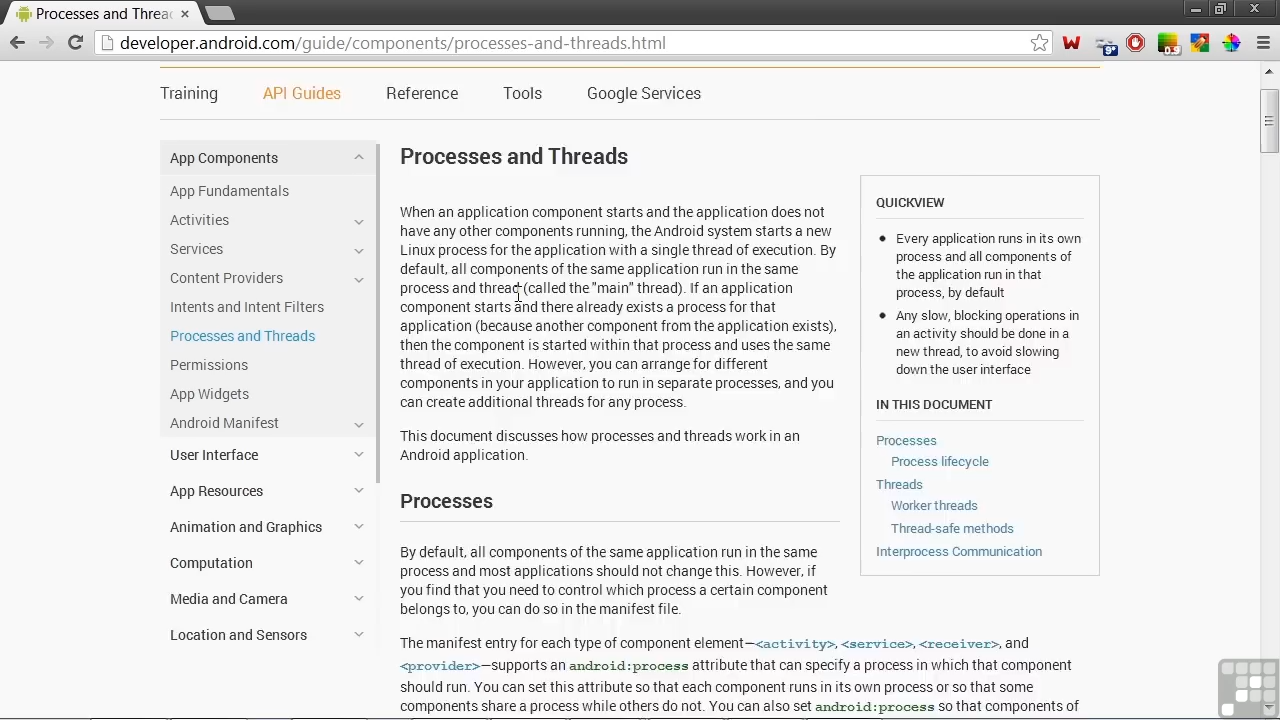 Processes and Threa
developer.android.com/guide/components/processes-and-threads.html
Training
API Guides
Reference
Tools
Google Services
App Components
App Fundamentals
Activities
Services
Content Providers
Intents and Intent Filters
Processes and Threads
Permissions
App Widgets
Android Manifest
User Interface
App Resources
Animation and Graphics
Computation
Media and Camera
Location and Sensors
Processes and Threads
When an application component starts and the application does not
have any other components running, the Android system starts a new
Linux process for the application with a single thread of execution. By
default, all components of the same application run in the same
process and thread (called the "main" thread). If an application
component starts and there already exists a process for that
application (because another component from the application exists),
then the component is started within that process and uses the same
thread of execution. However, you can arrange for different
components in your application to run in separate processes, and you
can create additional threads for any process.
This document discusses how processes and threads work in an
Android application.
Processes
By default, all components of the same application run in the same
process and most applications should not change this. However, if
you find that you need to control which process a certain component
belongs to, you can do so in the manifest file.
The manifest entry for each type of component element—<activity>, <service>, <receiver>, and
<provider>—supports an android:process attribute that can specify a process in which that component
should run. You can set this attribute so that each component runs in its own process or so that some
components share a process while others do not. You can also set android:process so that components of
QUICKVIEW
Every application runs in its own
process and all components of
the application run in that
process, by default
Any slow, blocking operations in
an activity should be done in a
new thread, to avoid slowing
down the user interface
IN THIS DOCUMENT
Processes
Process lifecycle
Threads
Worker threads
Thread-safe methods
Interprocess Communication